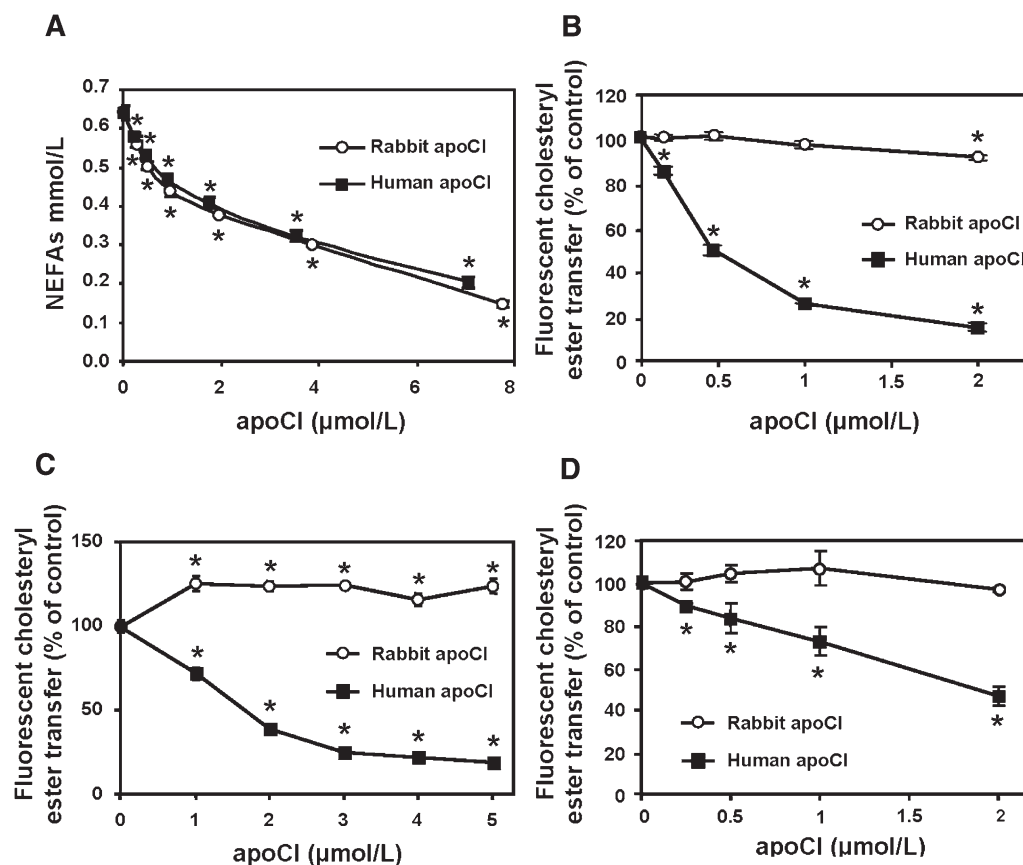 A
NEFAs mmol/L
0.7
0.6
0.5
0.4
0.3
0.2
0.1
0.0
* * * * * *
* * * * * * *
Rabbit apoCI
Human apoCI
0 2 4 6 8
apoCI (µmol/L)
B
Fluorescent cholesteryl
ester transfer (% of control)
120
100
80
60
40
20
0
*
* * * *
Rabbit apoCI
Human apoCI
0 0.5 1 1.5 2
apoCI (µmol/L)
C
Fluorescent cholesteryl
ester transfer (% of control)
150
100
50
0
* * * * *
* * * * *
Rabbit apoCI
Human apoCI
0 1 2 3 4 5
apoCI (µmol/L)
D
Fluorescent cholesteryl
ester transfer (% of control)
120
100
80
60
40
20
0
* * * *
Rabbit apoCI
Human apoCI
0 0.5 1 1.5 2
apoCI (µmol/L)